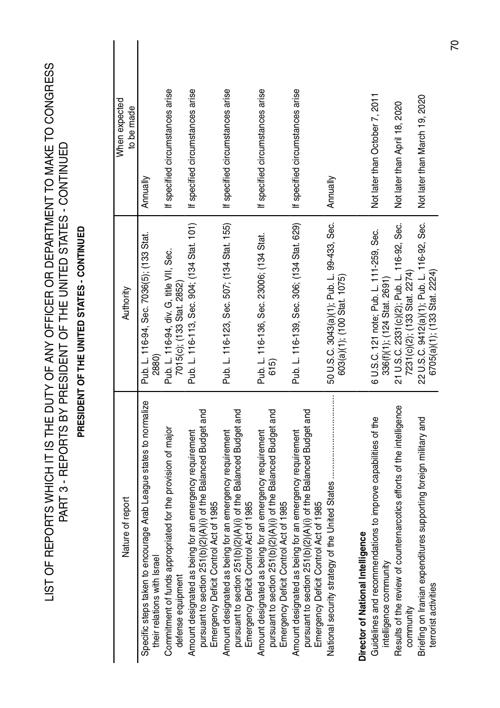 LIST OF REPORTS WHICH IT IS THE DUTY OF ANY OFFICER OR DEPARTMENT TO MAKE TO CONGRESS
PART 3 - REPORTS BY PRESIDENT OF THE UNITED STATES - CONTINUED
PRESIDENT OF THE UNITED STATES - CONTINUED
Nature of report
Authority
When expected
to be made
Specific steps taken to encourage Arab League states to normalize
their relations with Israel
Pub. L. 116-94, Sec. 7036(5); (133 Stat.
2880)
Annually
Commitment of funds appropriated for the provision of major
defense equipment
Pub. L. 116-94, div. G, title VII, Sec.
7015(c); (133 Stat. 2852)
If specified circumstances arise
Amount designated as being for an emergency requirement
pursuant to section 251(b)(2)(A)(i) of the Balanced Budget and
Emergency Deficit Control Act of 1985
Pub. L. 116-113, Sec. 904; (134 Stat. 101)
If specified circumstances arise
Amount designated as being for an emergency requirement
pursuant to section 251(b)(2)(A)(i) of the Balanced Budget and
Emergency Deficit Control Act of 1985
Pub. L. 116-123, Sec. 507; (134 Stat. 155)
If specified circumstances arise
Amount designated as being for an emergency requirement
pursuant to section 251(b)(2)(A)(i) of the Balanced Budget and
Emergency Deficit Control Act of 1985
Pub. L. 116-136, Sec. 23006; (134 Stat.
615)
If specified circumstances arise
Amount designated as being for an emergency requirement
pursuant to section 251(b)(2)(A)(i) of the Balanced Budget and
Emergency Deficit Control Act of 1985
Pub. L. 116-139, Sec. 306; (134 Stat. 629)
If specified circumstances arise
National security strategy of the United States
50 U.S.C. 3043(a)(1); Pub. L. 99-433, Sec.
603(a)(1); (100 Stat. 1075)
Annually
Director of National Intelligence
Guidelines and recommendations to improve capabilities of the
intelligence community
6 U.S.C. 121 note; Pub. L. 111-259, Sec.
336(f)(1); (124 Stat. 2691)
Not later than October 7, 2011
Results of the review of counternarcotics efforts of the intelligence
community
21 U.S.C. 2331(c)(2); Pub. L. 116-92, Sec.
7231(c)(2); (133 Stat. 2274)
Not later than April 18, 2020
Briefing on Iranian expenditures supporting foreign military and
terrorist activities
22 U.S.C. 9412(a)(1); Pub. L. 116-92, Sec.
6705(a)(1); (133 Stat. 2224)
Not later than March 19, 2020
70